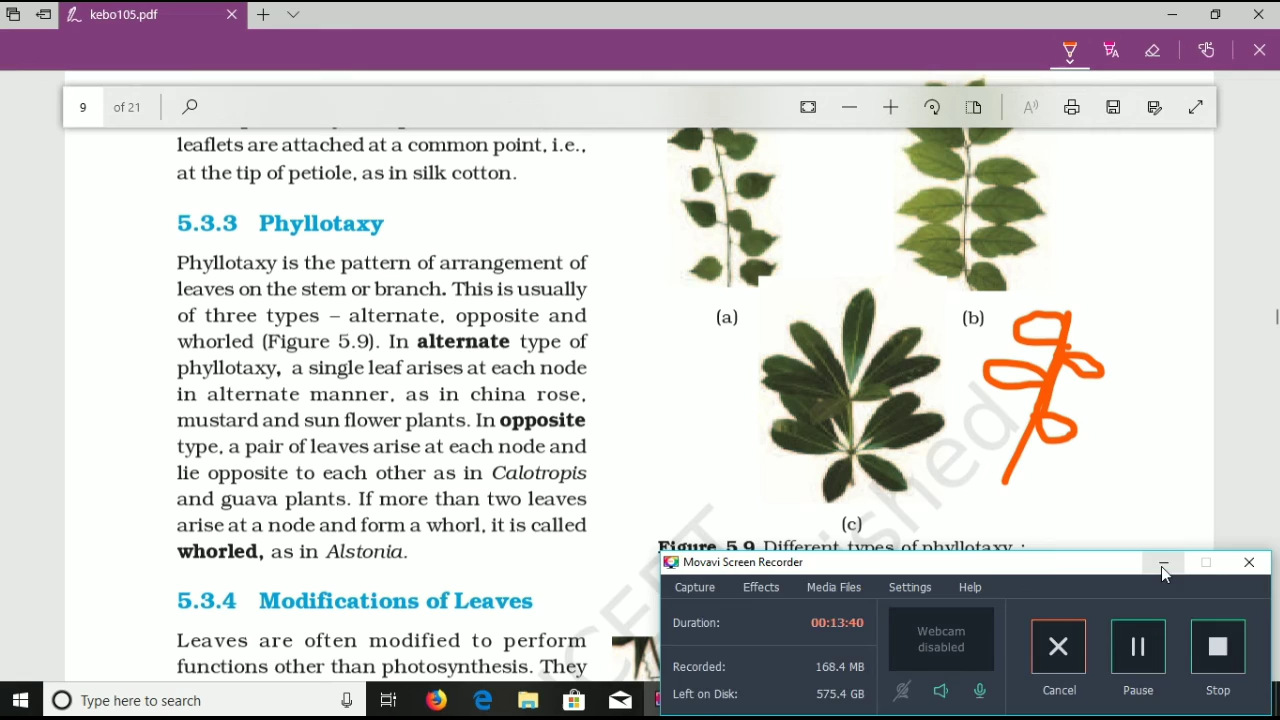 kebo105.pdf
9 of 21
leaflets are attached at a common point, i.e.,
at the tip of petiole, as in silk cotton.
5.3.3 Phyllotaxy
Phyllotaxy is the pattern of arrangement of
leaves on the stem or branch. This is usually
of three types – alternate, opposite and
whorled (Figure 5.9). In alternate type of
phyllotaxy, a single leaf arises at each node
in alternate manner, as in china rose,
mustard and sun flower plants. In opposite
type, a pair of leaves arise at each node and
lie opposite to each other as in Calotropis
and guava plants. If more than two leaves
arise at a node and form a whorl, it is called
whorled, as in Alstonia.
5.3.4 Modifications of Leaves
Leaves are often modified to perform
functions other than photosynthesis. They
(a)
(b)
(c)
Figure 5.9 Different types of phyllotaxy :
Movavi Screen Recorder
Capture Effects Media Files Settings Help
Duration: 00:13:40
Recorded: 168.4 MB
Left on Disk: 575.4 GB
Webcam
disabled
Cancel Pause Stop
Type here to search